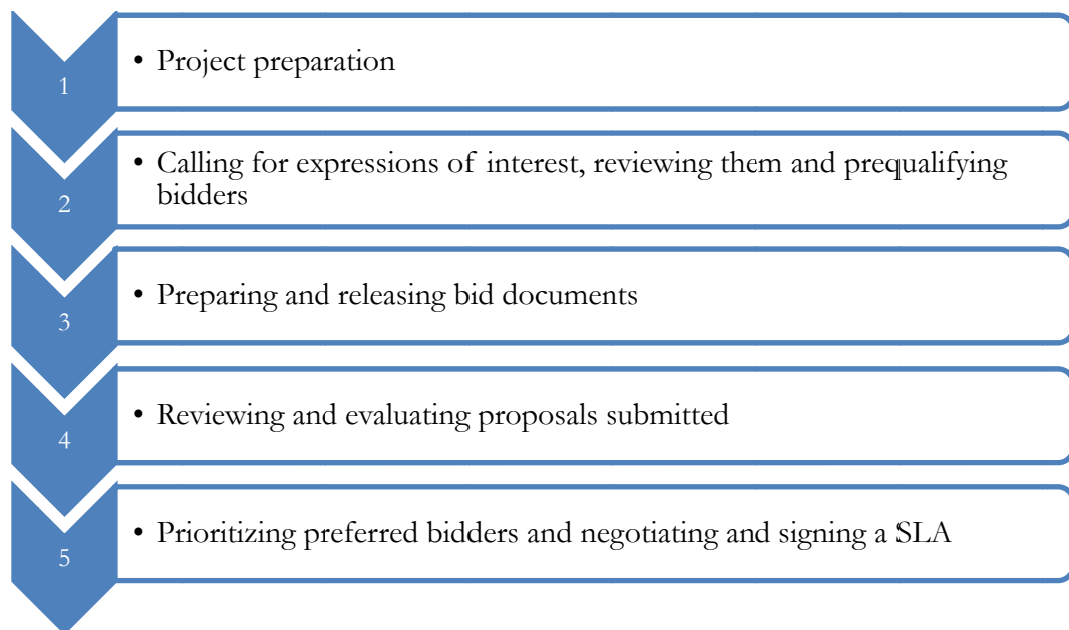 1
• Project preparation
2
• Calling for expressions of interest, reviewing them and prequalifying
bidders
3
• Preparing and releasing bid documents
4
• Reviewing and evaluating proposals submitted
5
• Prioritizing preferred bidders and negotiating and signing a SLA